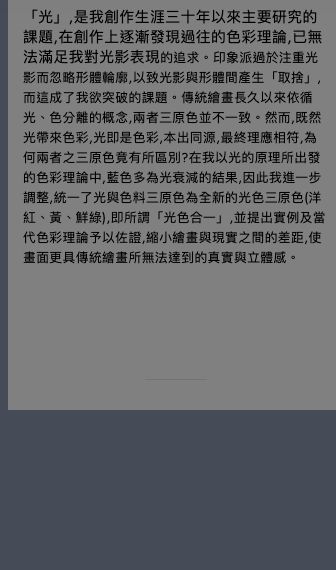 「光」,是我創作生涯三十年以來主要研究的
課題,在創作上逐漸發現過往的色彩理論,已無
法滿足我對光影表現的追求。印象派過於注重光
影而忽略形體輪廓,以致光影與形體間產生「取捨」,
而這成了我欲突破的課題。傳統繪畫長久以來依循
光、色分離的概念,兩者三原色並不一致。然而,既然
光帶來色彩,光即是色彩,本出同源,最終理應相符,為
何兩者之三原色竟有所區別?在我以光的原理所出發
的色彩理論中,藍色多為光衰減的結果,因此我進一步
調整,統一了光與色料三原色為全新的光色三原色(洋
紅、黃、鮮綠),即所謂「光色合一」,並提出實例及當
代色彩理論予以佐證,縮小繪畫與現實之間的差距,使
畫面更具傳統繪畫所無法達到的真實與立體感。